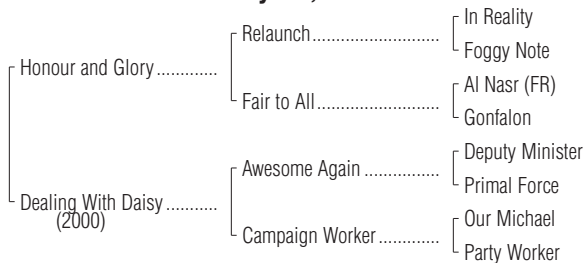 In Reality
Relaunch..............................
Foggy Note
Honour and Glory ..............
Al Nasr (FR)
Fair to All............................
Gonfalon
Deputy Minister
Awesome Again .................
Primal Force
Dealing With Daisy ...........
(2000)
Our Michael
Campaign Worker..............
Party Worker